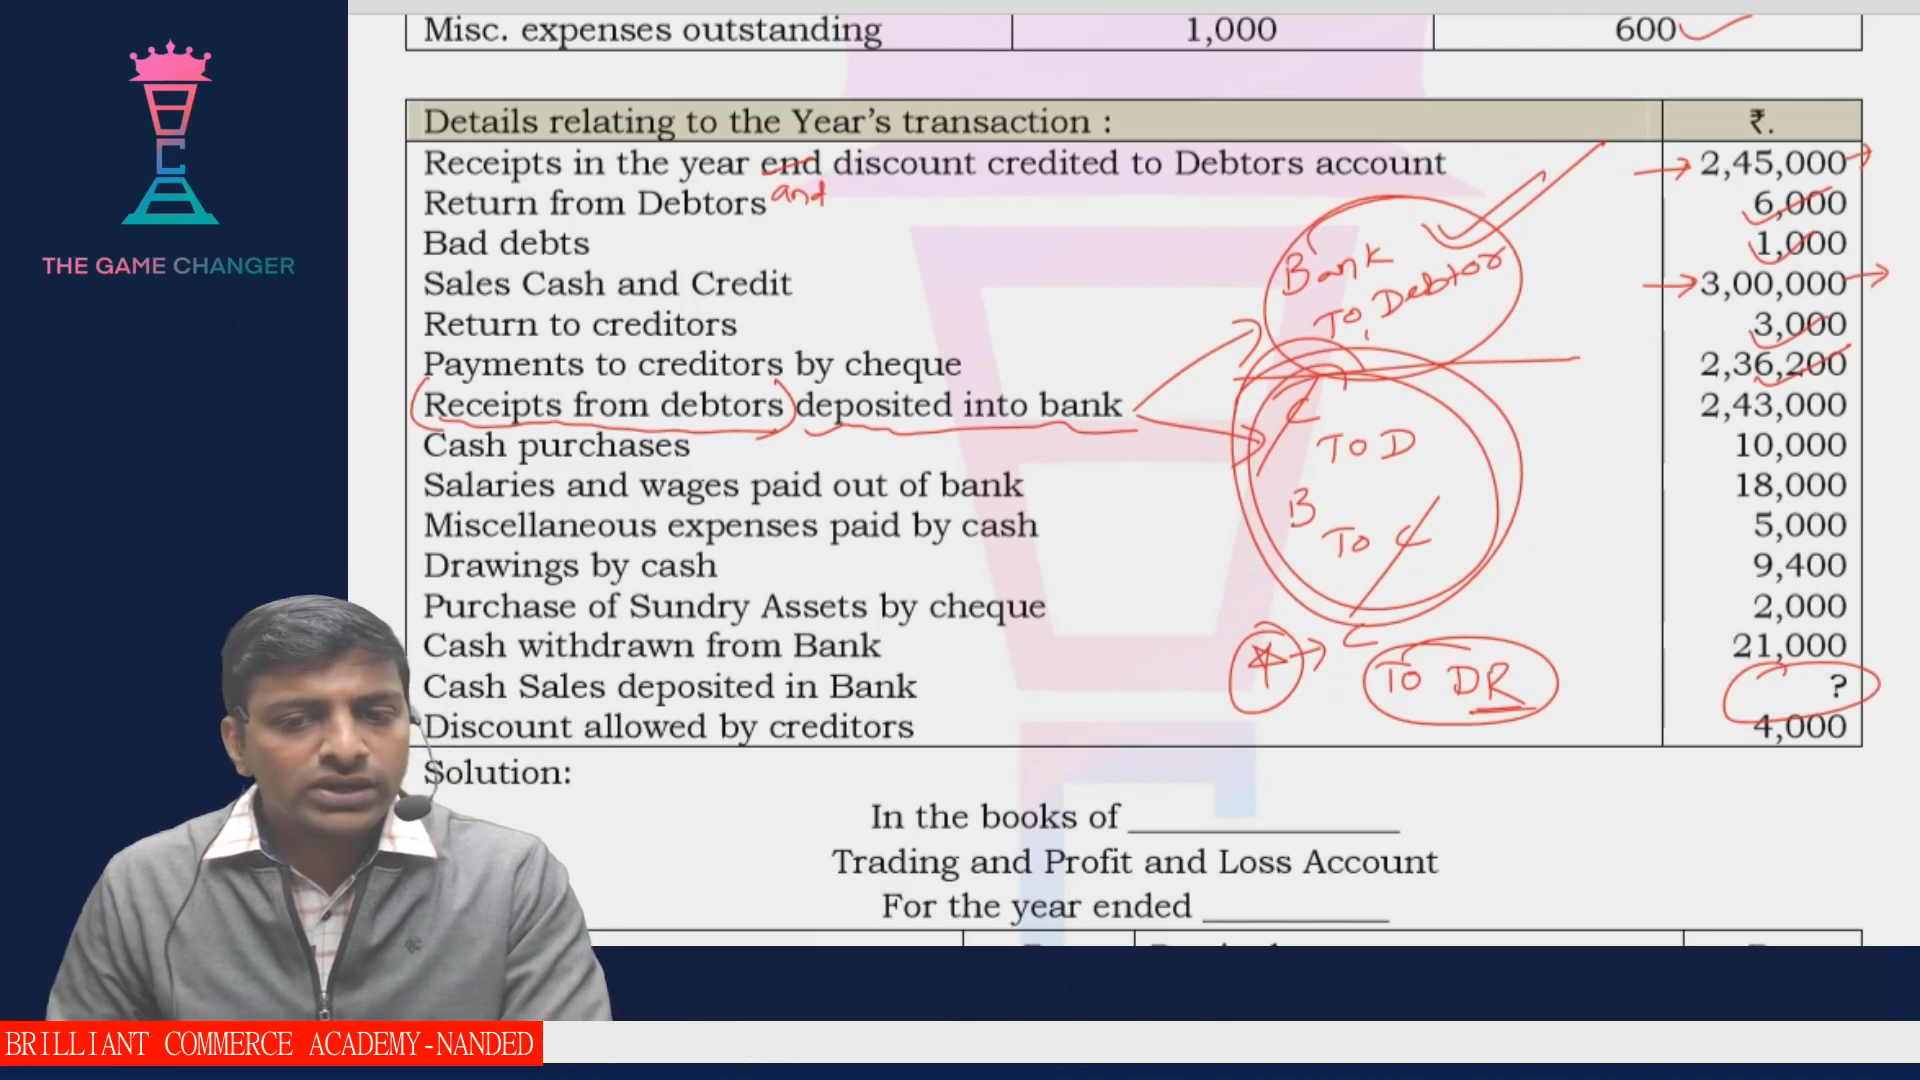 Misc. expenses outstanding 1,000 600
Details relating to the Year's transaction : ₹.
Receipts in the year end discount credited to Debtors account 2,45,000
and
Return from Debtors 6,000
Bad debts 1,000
Sales Cash and Credit 3,00,000
Return to creditors 3,000
Payments to creditors by cheque 2,36,200
Receipts from debtors deposited into bank 2,43,000
Cash purchases 10,000
Salaries and wages paid out of bank 18,000
Miscellaneous expenses paid by cash 5,000
Drawings by cash 9,400
Purchase of Sundry Assets by cheque 2,000
Cash withdrawn from Bank 21,000
Cash Sales deposited in Bank ?
Discount allowed by creditors 4,000
Bank
To Debtor
C
To D
B
To C
C
To DR
Solution:
In the books of
Trading and Profit and Loss Account
For the year ended
THE GAME CHANGER
BRILLIANT COMMERCE ACADEMY-NANDED